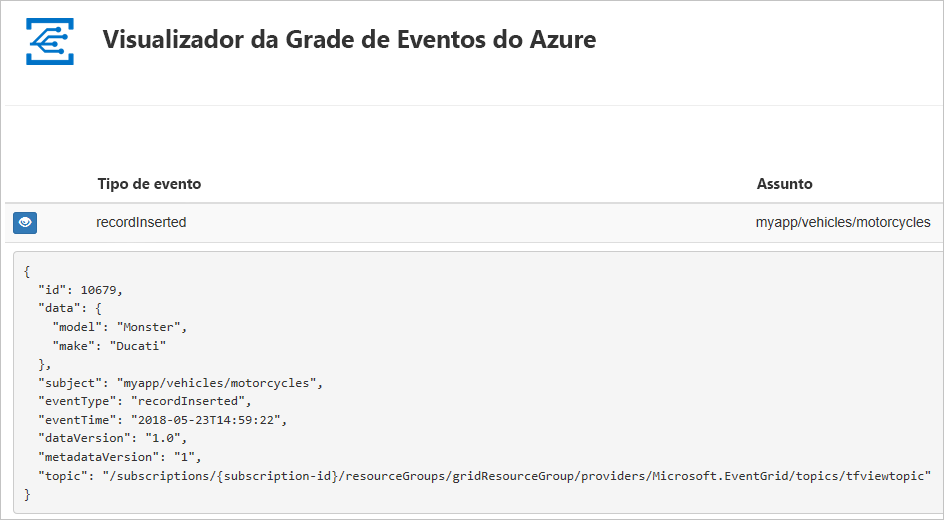 Visualizador da Grade de Eventos do Azure
Tipo de evento Assunto
recordInserted myapp/vehicles/motorcycles
{
  "id": 10679,
  "data": {
    "model": "Monster",
    "make": "Ducati"
  },
  "subject": "myapp/vehicles/motorcycles",
  "eventType": "recordInserted",
  "eventTime": "2018-05-23T14:59:22",
  "dataVersion": "1.0",
  "metadataVersion": "1",
  "topic": "/subscriptions/{subscription-id}/resourceGroups/gridResourceGroup/providers/Microsoft.EventGrid/topics/tfviewtopic"
}